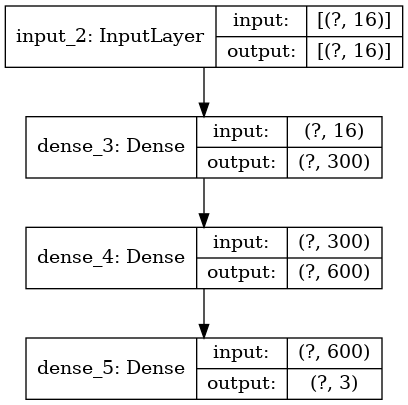 input_2: InputLayer
input:
[(?, 16)]
output:
[(?, 16)]
dense_3: Dense
input:
(?, 16)
output:
(?, 300)
dense_4: Dense
input:
(?, 300)
output:
(?, 600)
dense_5: Dense
input:
(?, 600)
output:
(?, 3)